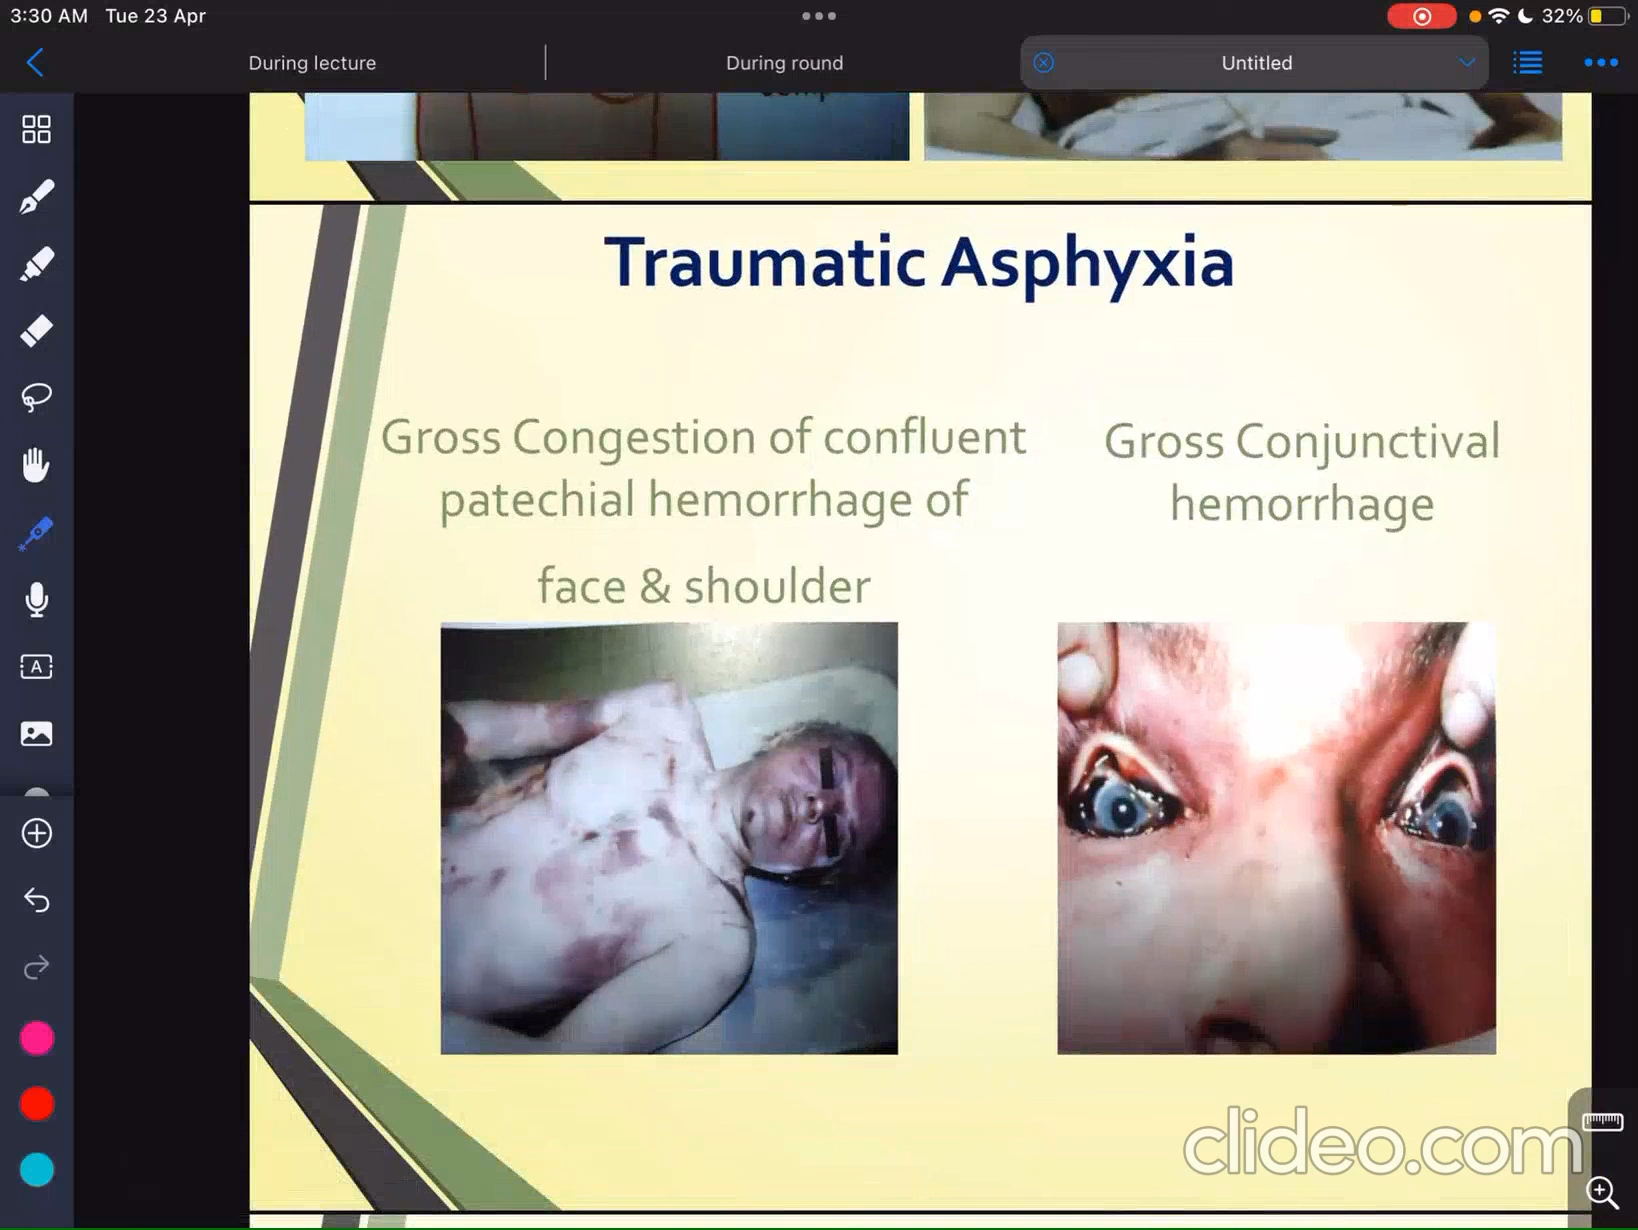 3:30 AM Tue 23 Apr
32%
During lecture
During round
Untitled
Traumatic Asphyxia
Gross Congestion of confluent
patechial hemorrhage of
face & shoulder
Gross Conjunctival
hemorrhage
A
clideo.com